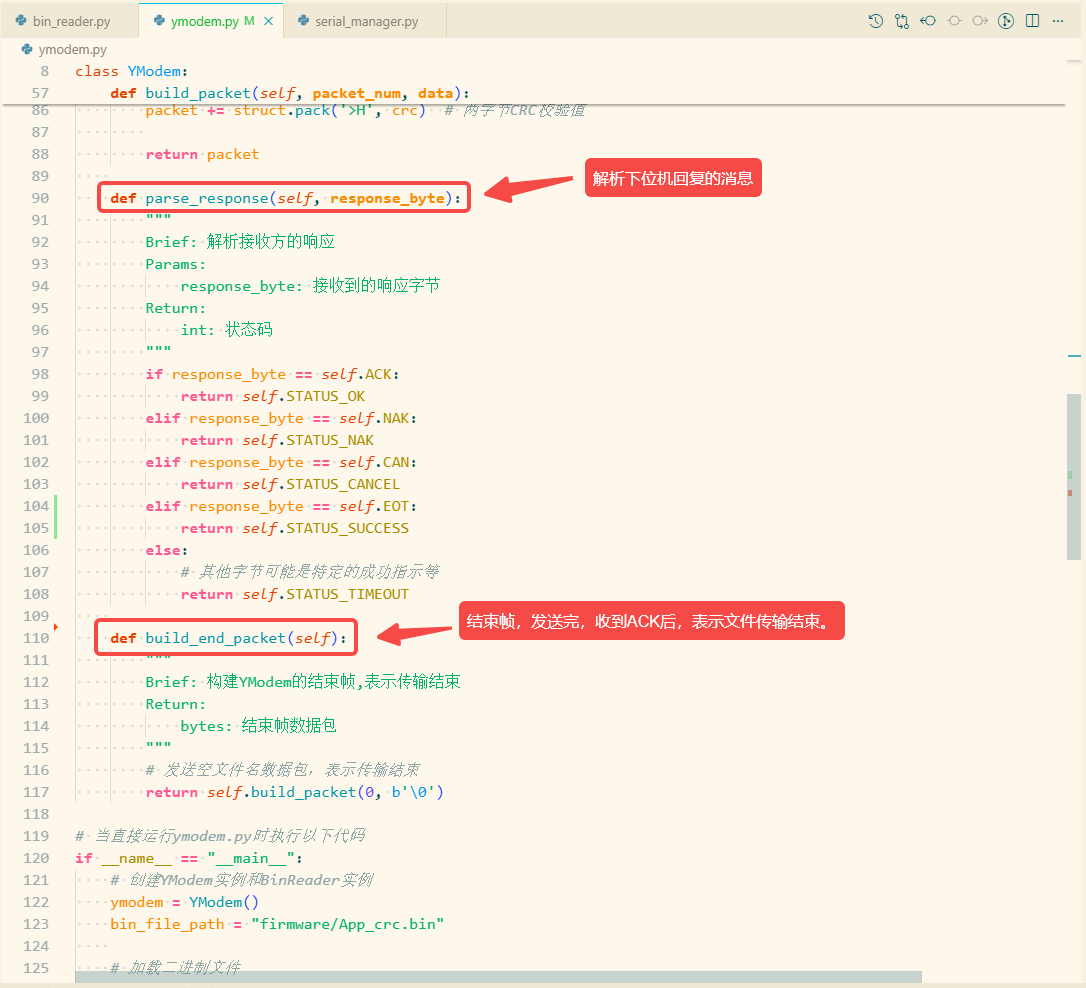 bin_reader.py
ymodem.py M
serial_manager.py
ymodem.py
8 class YModem:
57 def build_packet(self, packet_num, data):
86 packet += struct.pack('>H', crc) # 两字节CRC校验值
87
88 return packet
89
解析下位机回复的消息
90 def parse_response(self, response_byte):
91 """
92 Brief: 解析接收方的响应
93 Params:
94 response_byte: 接收到的响应字节
95 Return:
96 int: 状态码
97 """
98 if response_byte == self.ACK:
99 return self.STATUS_OK
100 elif response_byte == self.NAK:
101 return self.STATUS_NAK
102 elif response_byte == self.CAN:
103 return self.STATUS_CANCEL
104 elif response_byte == self.EOT:
105 return self.STATUS_SUCCESS
106 else:
107 # 其他字节可能是特定的成功指示等
108 return self.STATUS_TIMEOUT
109
结束帧，发送完，收到ACK后，表示文件传输结束。
110 def build_end_packet(self):
111 """
112 Brief: 构建YModem的结束帧,表示传输结束
113 Return:
114 bytes: 结束帧数据包
115 """
116 # 发送空文件名数据包，表示传输结束
117 return self.build_packet(0, b'\0')
118
119 # 当直接运行ymodem.py时执行以下代码
120 if __name__ == "__main__":
121 # 创建YModem实例和BinReader实例
122 ymodem = YModem()
123 bin_file_path = "firmware/App_crc.bin"
124
125 # 加载二进制文件